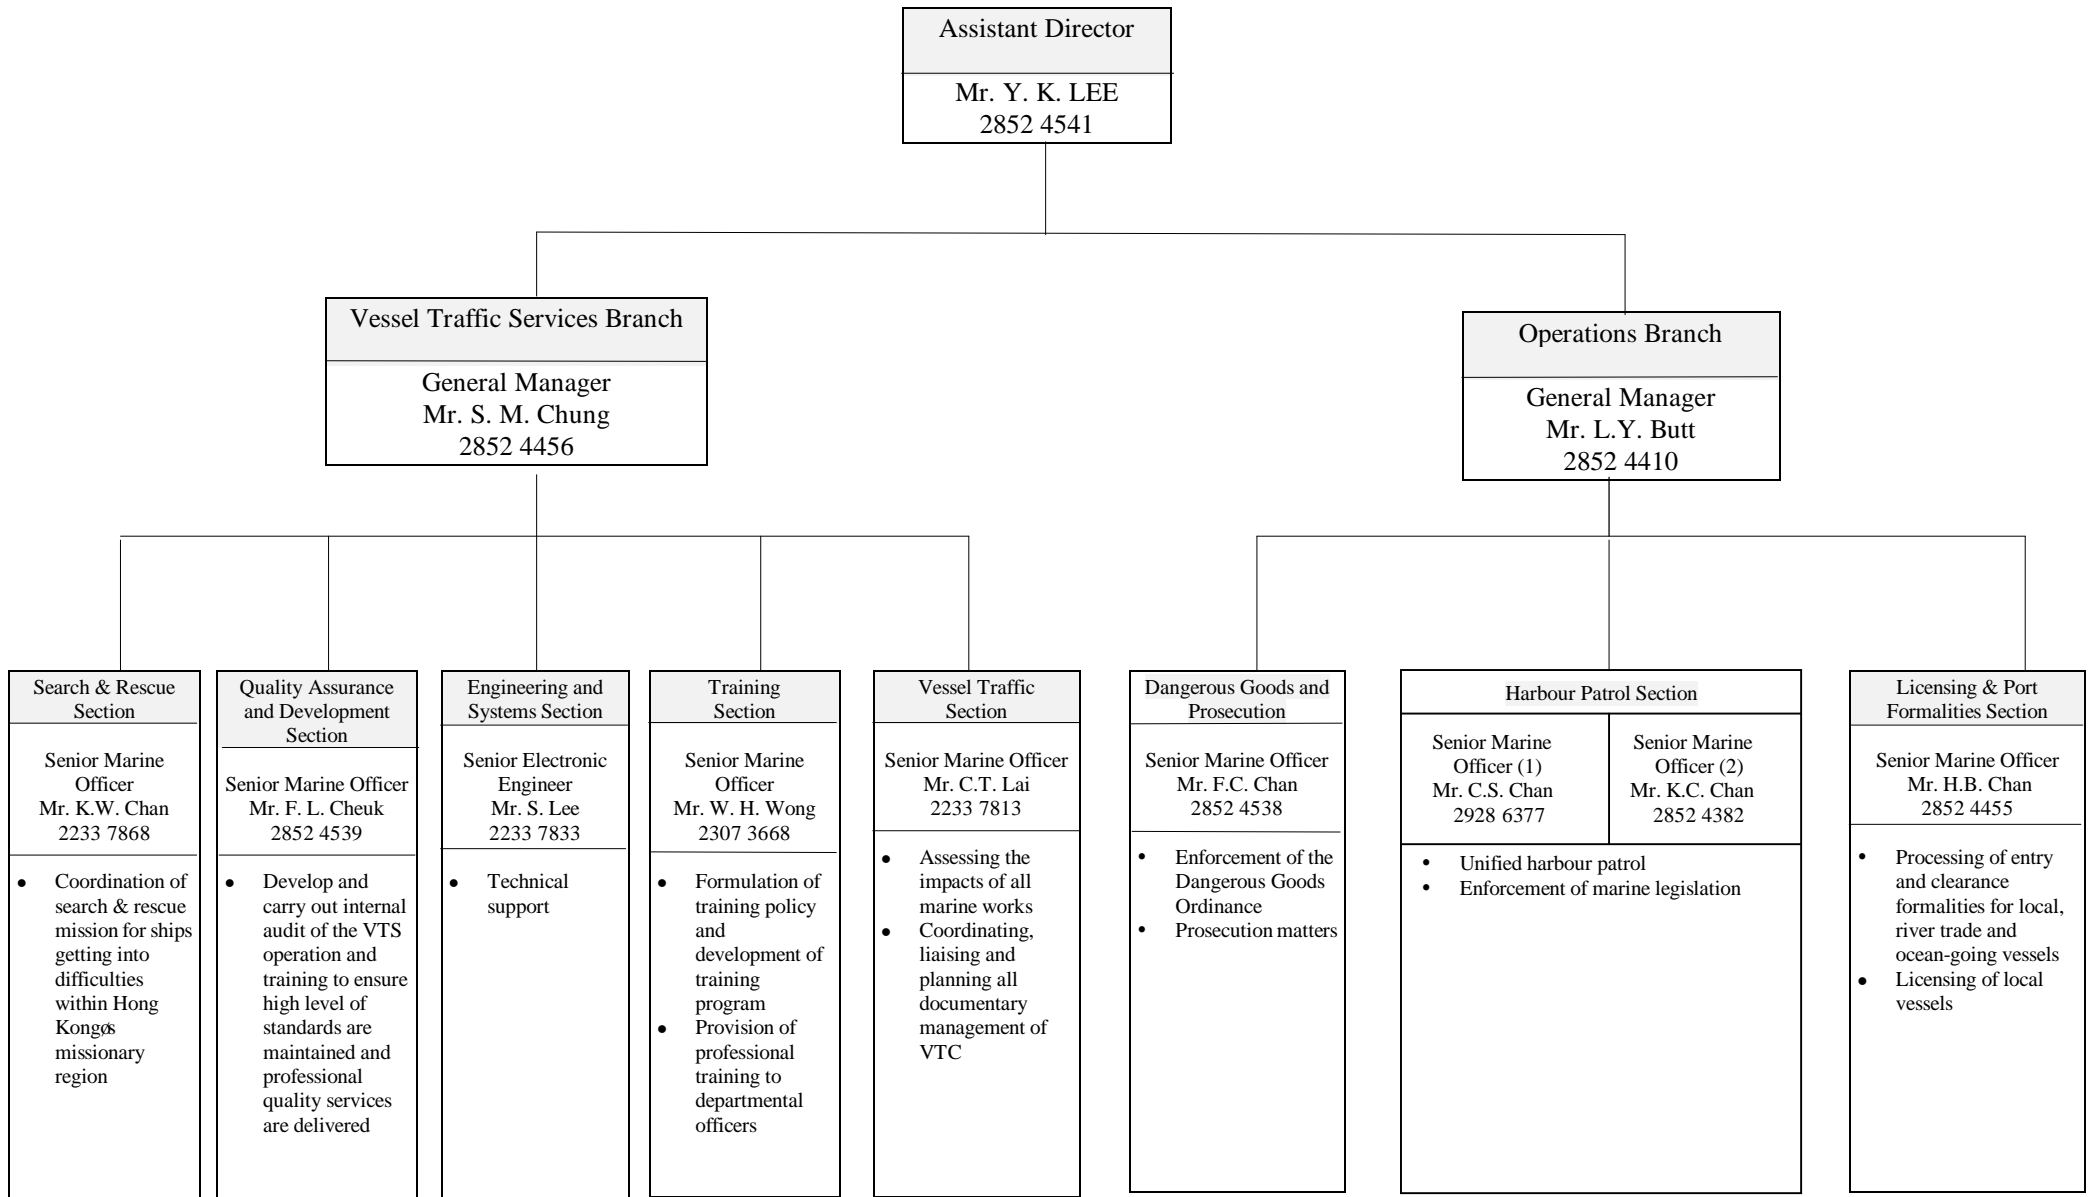 Assistant Director
Mr. Y. K. LEE
2852 4541
Vessel Traffic Services Branch
General Manager
Mr. S. M. Chung
2852 4456
Operations Branch
General Manager
Mr. L.Y. Butt
2852 4410
Search & Rescue
Section
Senior Marine
Officer
Mr. K.W. Chan
2233 7868
• Coordination of
search & rescue
mission for ships
getting into
difficulties
within Hong
Kongøs
missionary
region
Quality Assurance
and Development
Section
Senior Marine Officer
Mr. F. L. Cheuk
2852 4539
• Develop and
carry out internal
audit of the VTS
operation and
training to ensure
high level of
standards are
maintained and
professional
quality services
are delivered
Engineering and
Systems Section
Senior Electronic
Engineer
Mr. S. Lee
2233 7833
• Technical
support
Training
Section
Senior Marine
Officer
Mr. W. H. Wong
2307 3668
• Formulation of
training policy
and
development of
training
program
• Provision of
professional
training to
departmental
officers
Vessel Traffic
Section
Senior Marine Officer
Mr. C.T. Lai
2233 7813
• Assessing the
impacts of all
marine works
• Coordinating,
liaising and
planning all
documentary
management of
VTC
Dangerous Goods and
Prosecution
Senior Marine Officer
Mr. F.C. Chan
2852 4538
• Enforcement of the
Dangerous Goods
Ordinance
• Prosecution matters
Harbour Patrol Section
Senior Marine
Officer (1)
Mr. C.S. Chan
2928 6377
Senior Marine
Officer (2)
Mr. K.C. Chan
2852 4382
• Unified harbour patrol
• Enforcement of marine legislation
Licensing & Port
Formalities Section
Senior Marine Officer
Mr. H.B. Chan
2852 4455
• Processing of entry
and clearance
formalities for local,
river trade and
ocean-going vessels
• Licensing of local
vessels